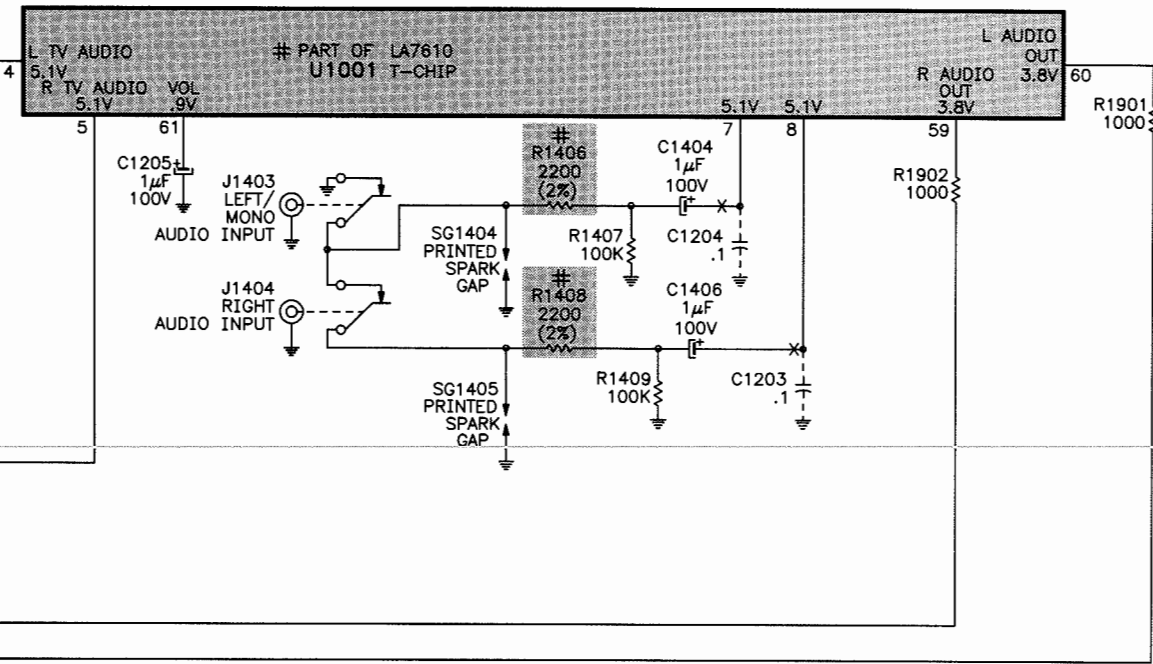 L TV AUDIO
# PART OF LA7610
L AUDIO
4
5.1V
U1001 T-CHIP
OUT
R TV AUDIO VOL
R AUDIO 3.8V 60
OUT
5.1V .9V
5.1V 5.1V
3.8V
R1901
1000
5
61
7
8
59
C1205+
1µF
100V
J1403
LEFT/
MONO
AUDIO INPUT
#
R1406
2200
(2%)
C1404
1µF
100V
+
R1902
1000
SG1404
PRINTED
SPARK
GAP
R1407
100K
C1204
.1
J1404
RIGHT
AUDIO INPUT
#
R1408
2200
(2%)
C1406
1µF
100V
+
SG1405
PRINTED
SPARK
GAP
R1409
100K
C1203
.1